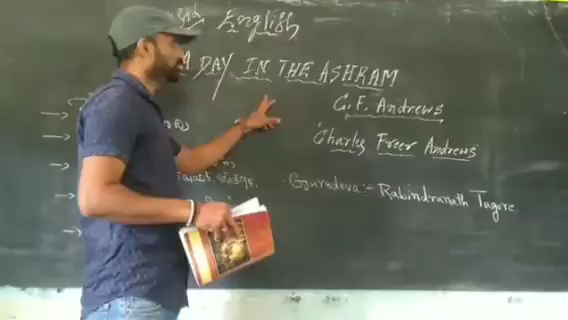 English
A DAY IN THE ASHRAM
C. F. Andrews
Charles Freer Andrews
Gurudeva:- Rabindranath Tagore.